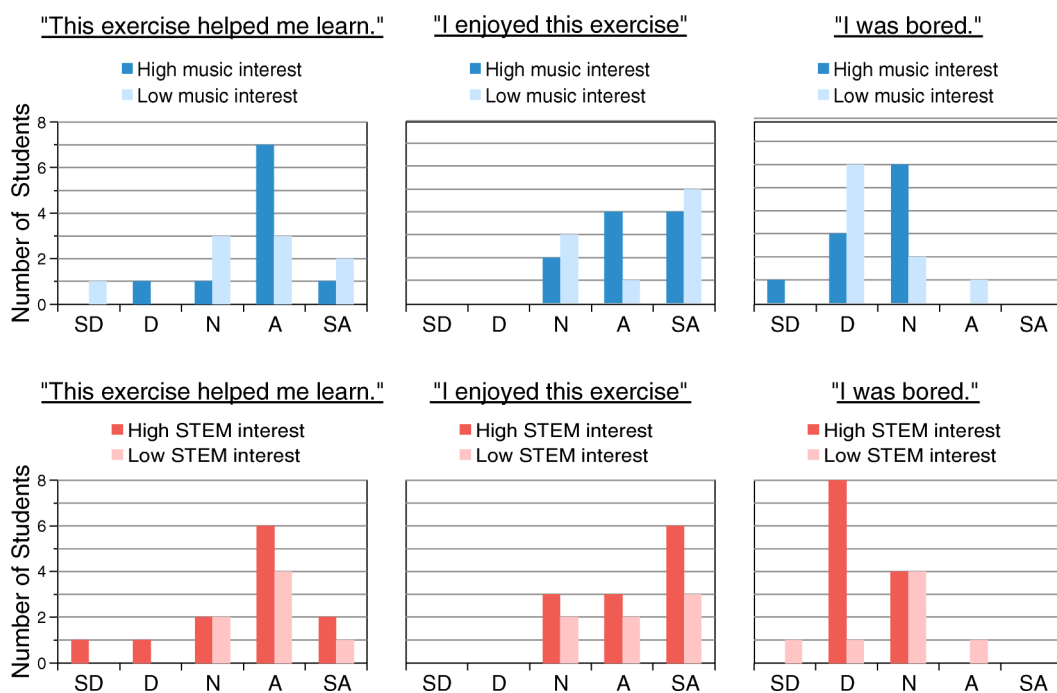 "This exercise helped me learn."
High music interest
Low music interest
Number of Students
8
6
4
2
0
SD D N A SA
"I enjoyed this exercise"
High music interest
Low music interest
SD D N A SA
"I was bored."
High music interest
Low music interest
SD D N A SA
"This exercise helped me learn."
High STEM interest
Low STEM interest
Number of Students
8
6
4
2
0
SD D N A SA
"I enjoyed this exercise"
High STEM interest
Low STEM interest
SD D N A SA
"I was bored."
High STEM interest
Low STEM interest
SD D N A SA